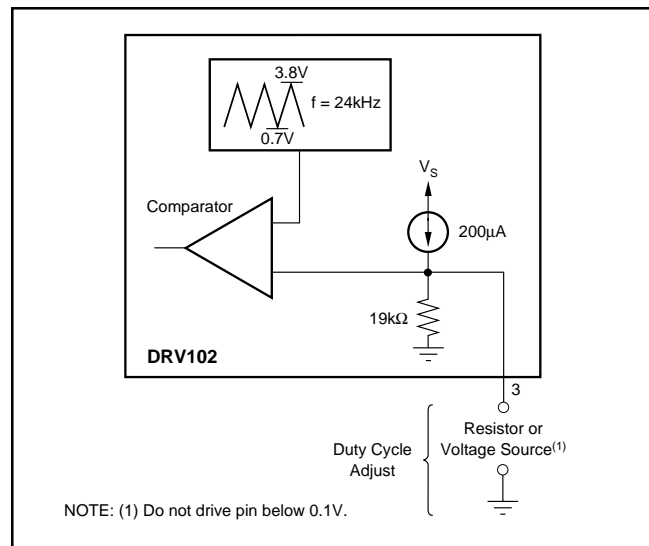 3.8V
f = 24kHz
0.7V
V_S
Comparator
200μA
19kΩ
DRV102
3
Duty Cycle
Adjust
Resistor or
Voltage Source(1)
NOTE: (1) Do not drive pin below 0.1V.